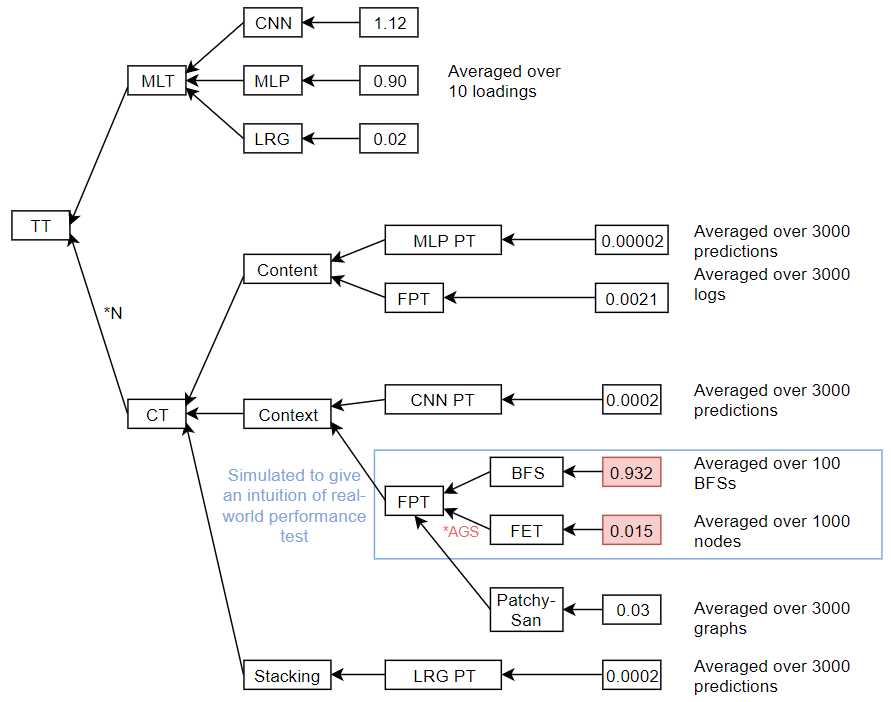 CNN
1.12
MLT
MLP
0.90
Averaged over
10 loadings
LRG
0.02
TT
MLP PT
0.00002
Averaged over 3000
predictions
Content
FPT
0.0021
Averaged over 3000
logs
*N
CT
Context
CNN PT
0.0002
Averaged over 3000
predictions
Simulated to give
an intuition of real-
world performance
test
FPT
BFS
0.932
Averaged over 100
BFSs
*AGS
FET
0.015
Averaged over 1000
nodes
Patchy-
San
0.03
Averaged over 3000
graphs
Stacking
LRG PT
0.0002
Averaged over 3000
predictions